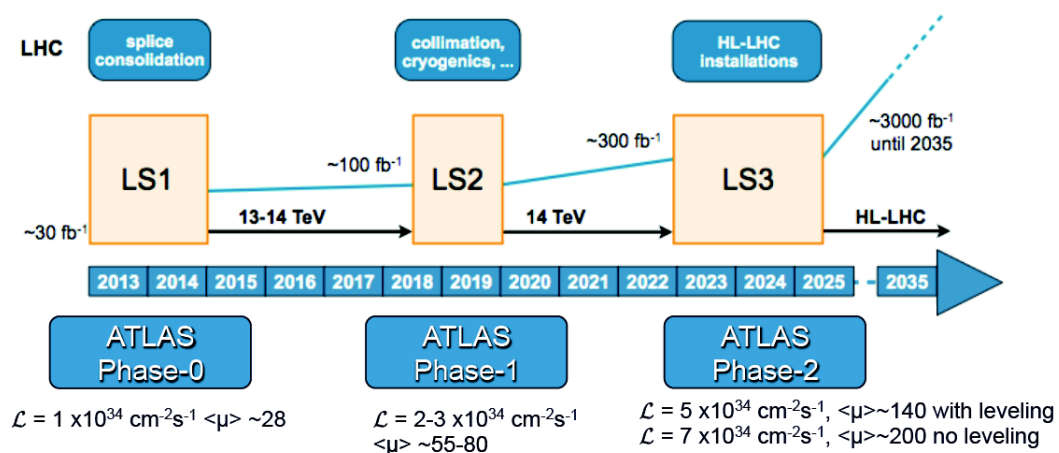 LHC
splice
consolidation
collimation,
cryogenics, ...
HL-LHC
installations
LS1
LS2
LS3
~30 fb⁻¹
~100 fb⁻¹
~300 fb⁻¹
~3000 fb⁻¹
until 2035
13-14 TeV
14 TeV
HL-LHC
2013 2014 2015 2016 2017 2018 2019 2020 2021 2022 2023 2024 2025 2035
ATLAS
Phase-0
ATLAS
Phase-1
ATLAS
Phase-2
ℒ = 1 x10³⁴ cm⁻²s⁻¹ <µ> ~28
ℒ = 2-3 x10³⁴ cm⁻²s⁻¹
<µ> ~55-80
ℒ = 5 x10³⁴ cm⁻²s⁻¹, <µ>~140 with leveling
ℒ = 7 x10³⁴ cm⁻²s⁻¹, <µ>~200 no leveling